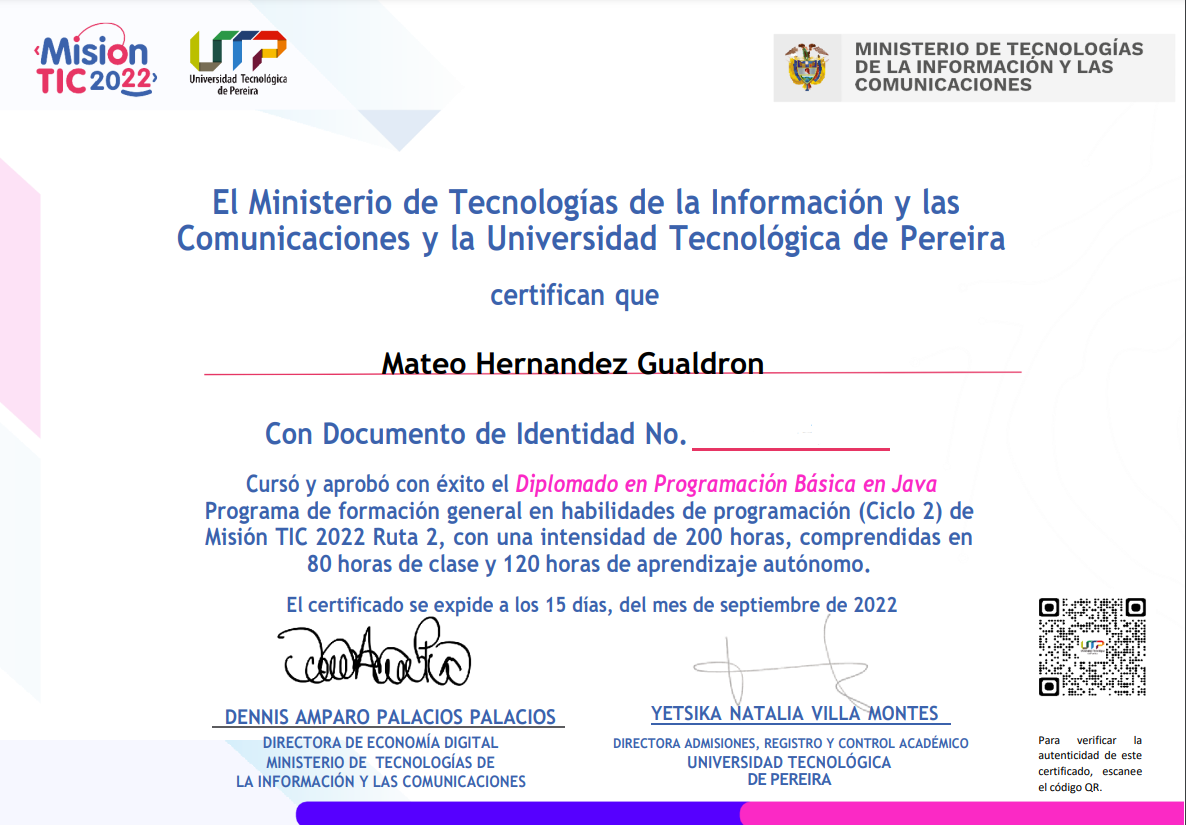 Misión
TIC 2022
UTP
Universidad Tecnológica
de Pereira
MINISTERIO DE TECNOLOGÍAS
DE LA INFORMACIÓN Y LAS
COMUNICACIONES
El Ministerio de Tecnologías de la Información y las
Comunicaciones y la Universidad Tecnológica de Pereira
certifican que
Mateo Hernandez Gualdron
Con Documento de Identidad No.
Cursó y aprobó con éxito el Diplomado en Programación Básica en Java
Programa de formación general en habilidades de programación (Ciclo 2) de
Misión TIC 2022 Ruta 2, con una intensidad de 200 horas, comprendidas en
80 horas de clase y 120 horas de aprendizaje autónomo.
El certificado se expide a los 15 días, del mes de septiembre de 2022
DENNIS AMPARO PALACIOS PALACIOS
DIRECTORA DE ECONOMÍA DIGITAL
MINISTERIO DE TECNOLOGÍAS DE
LA INFORMACIÓN Y LAS COMUNICACIONES
YETSIKA NATALIA VILLA MONTES
DIRECTORA ADMISIONES, REGISTRO Y CONTROL ACADÉMICO
UNIVERSIDAD TECNOLÓGICA
DE PEREIRA
UTP
Para verificar la
autenticidad de este
certificado, escanee
el código QR.